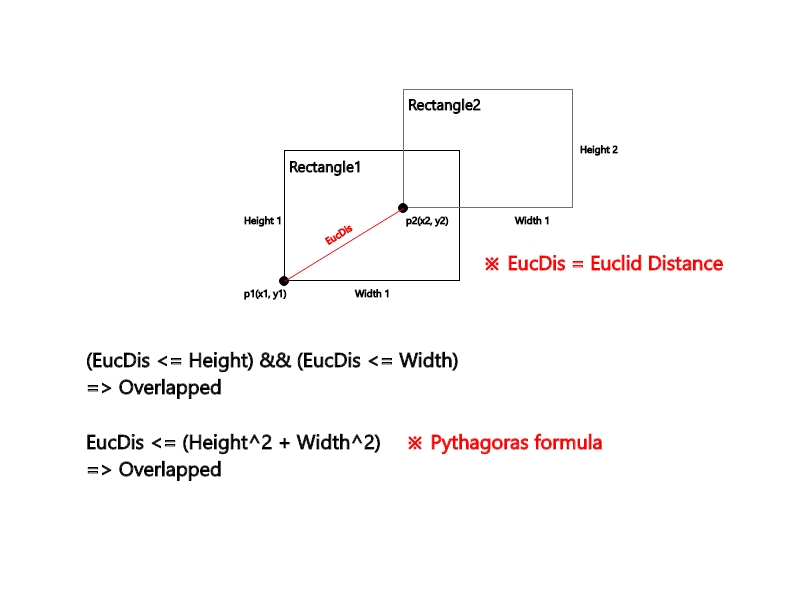 Rectangle2
Height 2
Rectangle1
Height 1
EucDis
p2(x2, y2)
Width 1
※ EucDis = Euclid Distance
p1(x1, y1)
Width 1
(EucDis <= Height) && (EucDis <= Width)
=> Overlapped
EucDis <= (Height^2 + Width^2)
※ Pythagoras formula
=> Overlapped